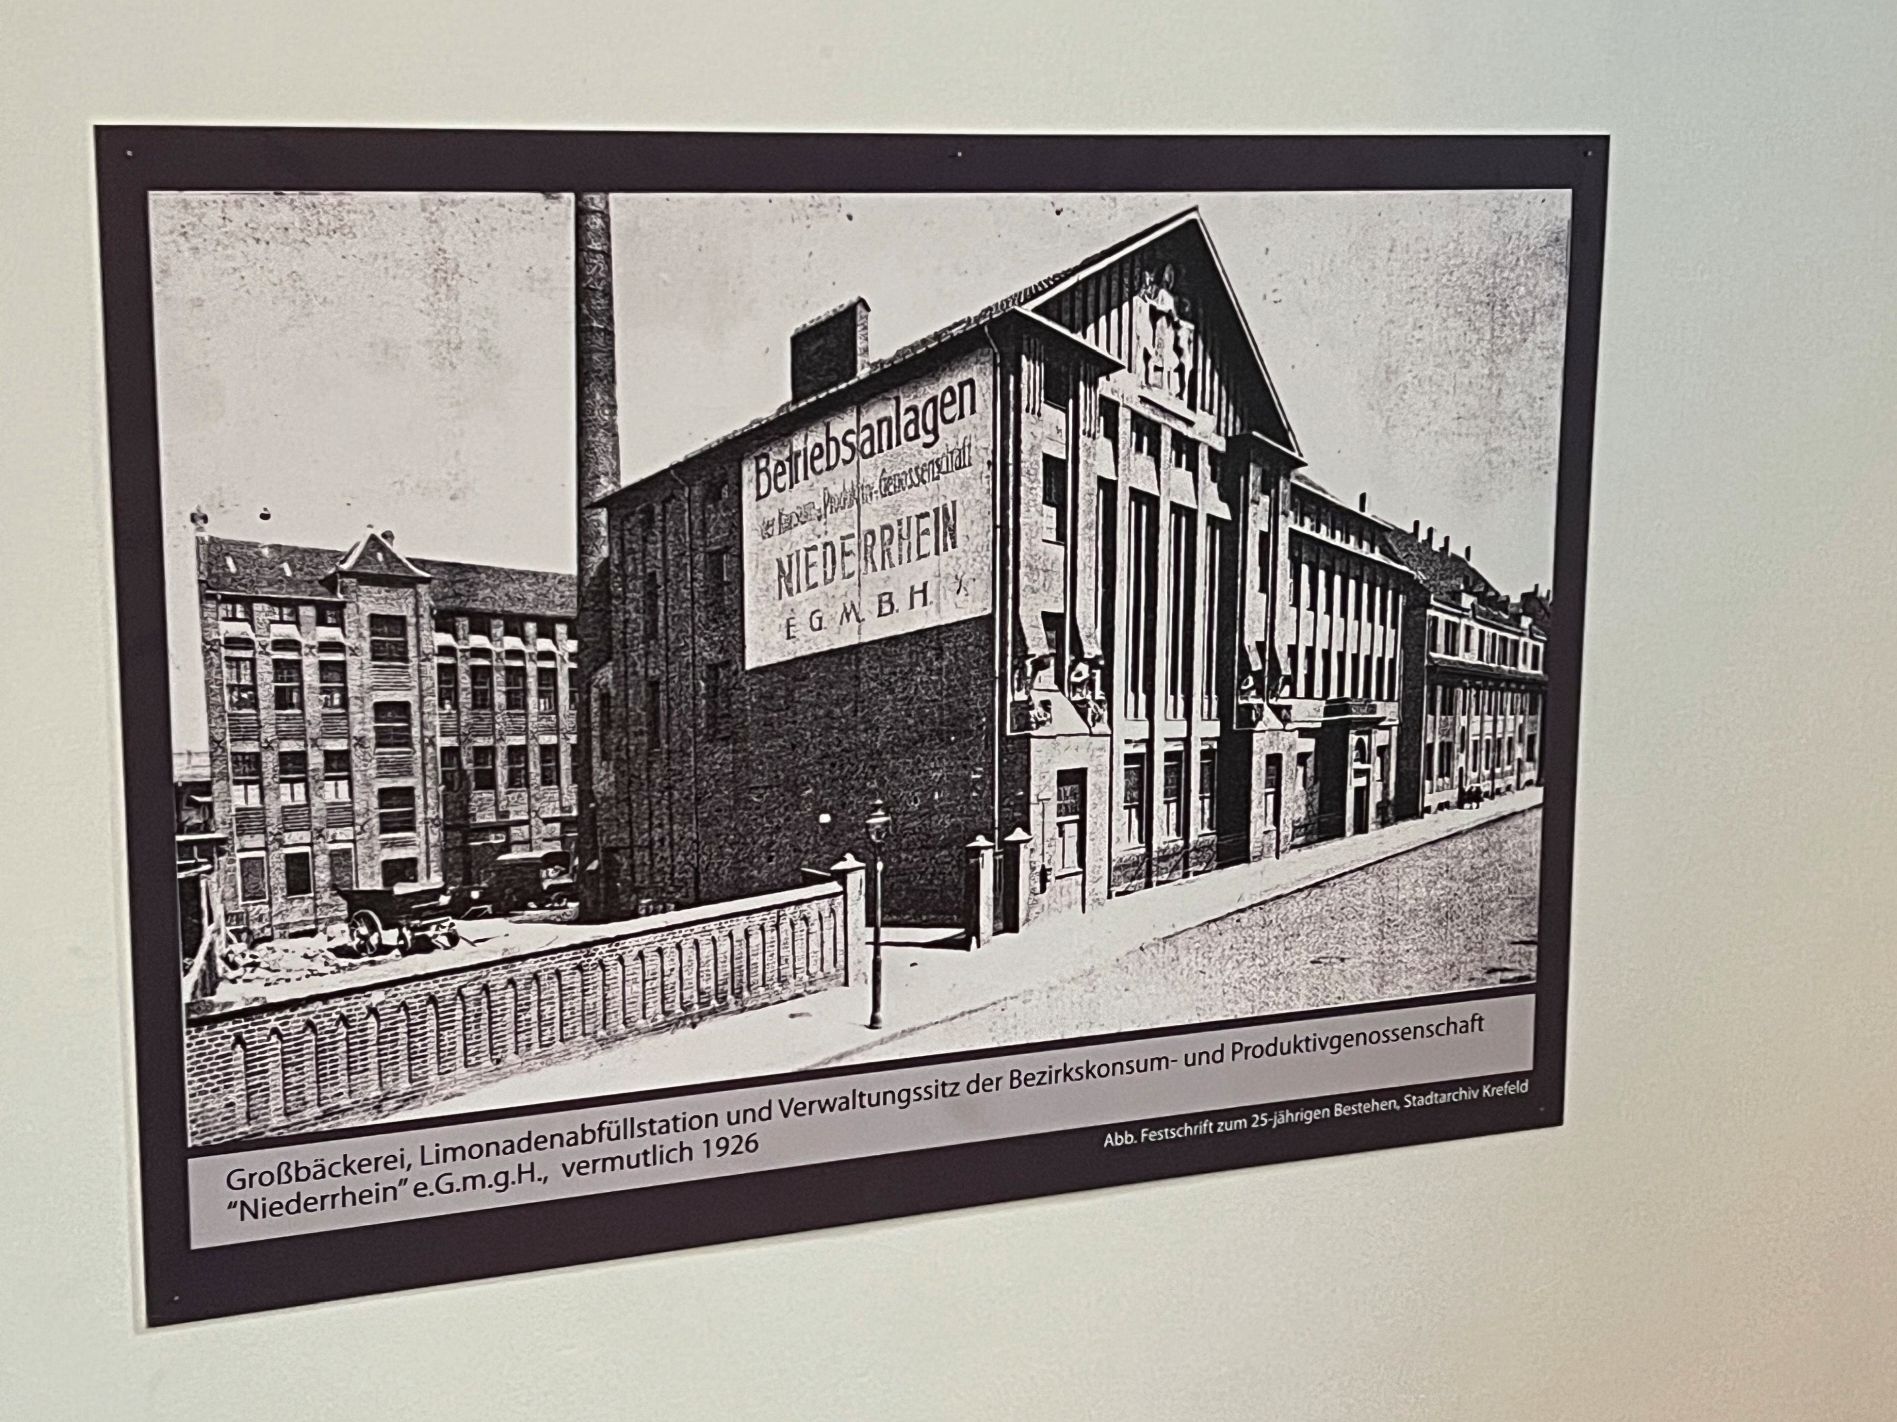 Betriebsanlagen
der Konsum- u. Produktiv-Genossenschaft
NIEDERRHEIN
E G. M. B. H.
Großbäckerei, Limonadenabfüllstation und Verwaltungssitz der Bezirkskonsum- und Produktivgenossenschaft
“Niederrhein” e.G.m.g.H., vermutlich 1926
Abb. Festschrift zum 25-jährigen Bestehen, Stadtarchiv Krefeld